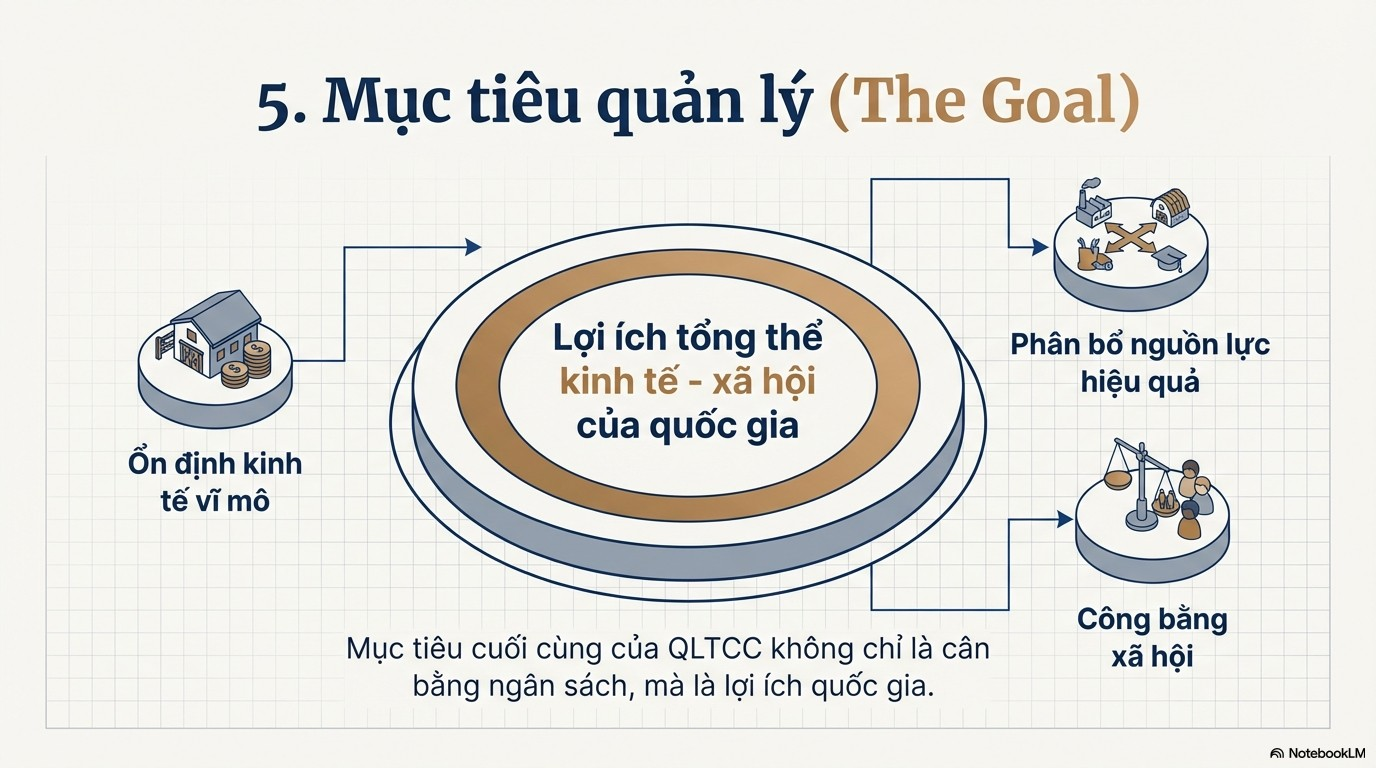 5. Mục tiêu quản lý (The Goal)
Ổn định kinh
tế vĩ mô
Lợi ích tổng thể
kinh tế - xã hội
của quốc gia
Phân bổ nguồn lực
hiệu quả
Công bằng
xã hội
Mục tiêu cuối cùng của QLTCC không chỉ là cân
bằng ngân sách, mà là lợi ích quốc gia.
NotebookLM